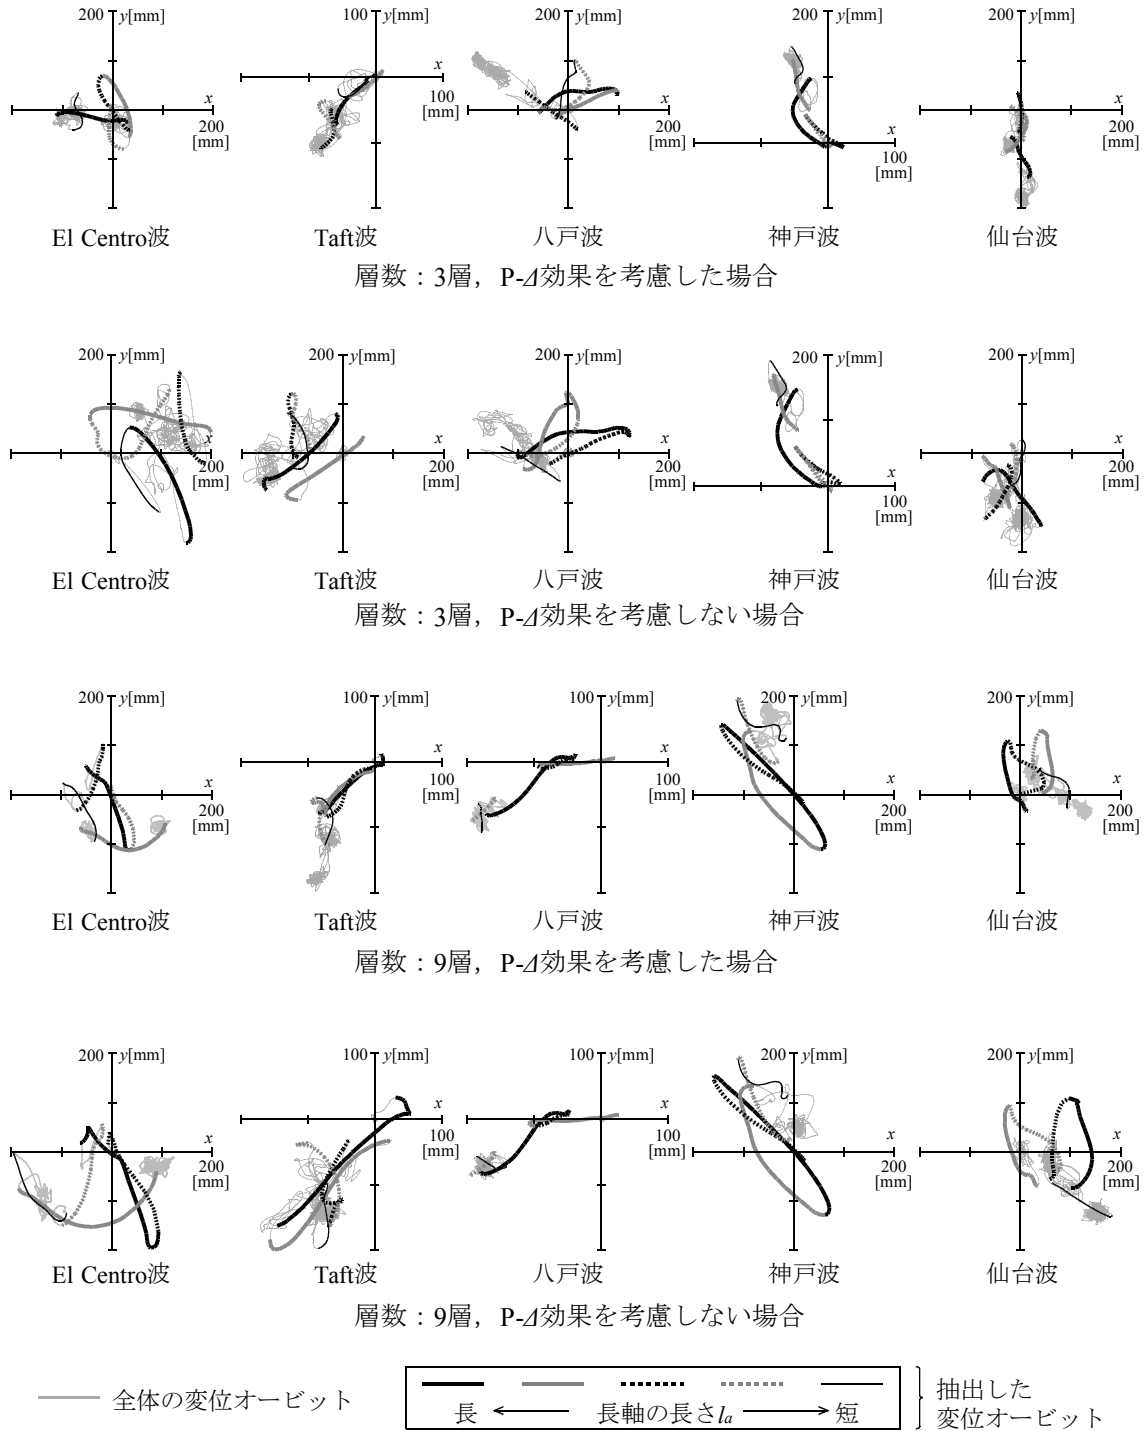 200 y[mm] 100 y[mm] 200 y[mm] 200 y[mm] 200 y[mm]
x x x x x
200 [mm] 100 [mm] 200 [mm] 100 [mm] 200 [mm]
El Centro波 Taft波 八戸波 神戸波 仙台波
層数：3層，P-Δ効果を考慮した場合
200 y[mm] 200 y[mm] 200 y[mm] 200 y[mm] 200 y[mm]
x x x x x
200 [mm] 200 [mm] 200 [mm] 100 [mm] 200 [mm]
El Centro波 Taft波 八戸波 神戸波 仙台波
層数：3層，P-Δ効果を考慮しない場合
200 y[mm] 100 y[mm] 100 y[mm] 200 y[mm] 200 y[mm]
x x x x x
200 [mm] 100 [mm] 100 [mm] 200 [mm] 200 [mm]
El Centro波 Taft波 八戸波 神戸波 仙台波
層数：9層，P-Δ効果を考慮した場合
200 y[mm] 100 y[mm] 100 y[mm] 200 y[mm] 200 y[mm]
x x x x x
200 [mm] 100 [mm] 100 [mm] 200 [mm] 200 [mm]
El Centro波 Taft波 八戸波 神戸波 仙台波
層数：9層，P-Δ効果を考慮しない場合
全体の変位オービット
長 ← 長軸の長さla → 短
抽出した
変位オービット